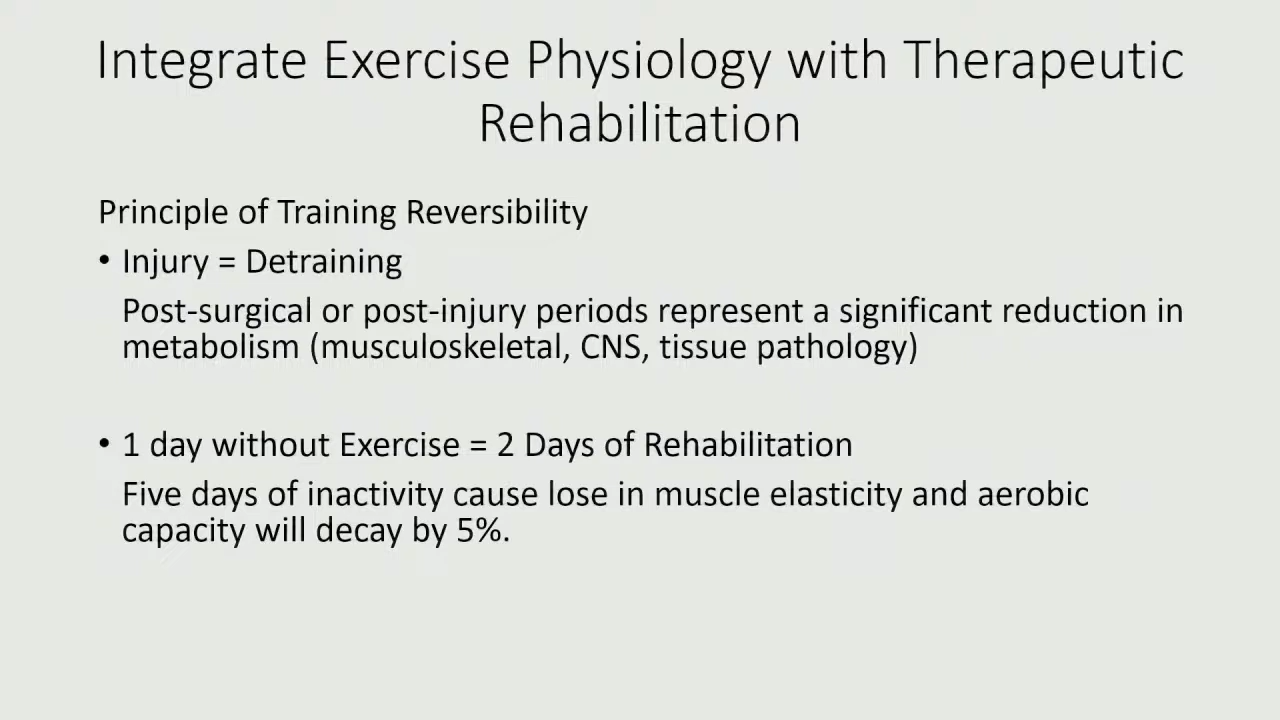 Integrate Exercise Physiology with Therapeutic
Rehabilitation
Principle of Training Reversibility
• Injury = Detraining
Post-surgical or post-injury periods represent a significant reduction in
metabolism (musculoskeletal, CNS, tissue pathology)
• 1 day without Exercise = 2 Days of Rehabilitation
Five days of inactivity cause lose in muscle elasticity and aerobic
capacity will decay by 5%.